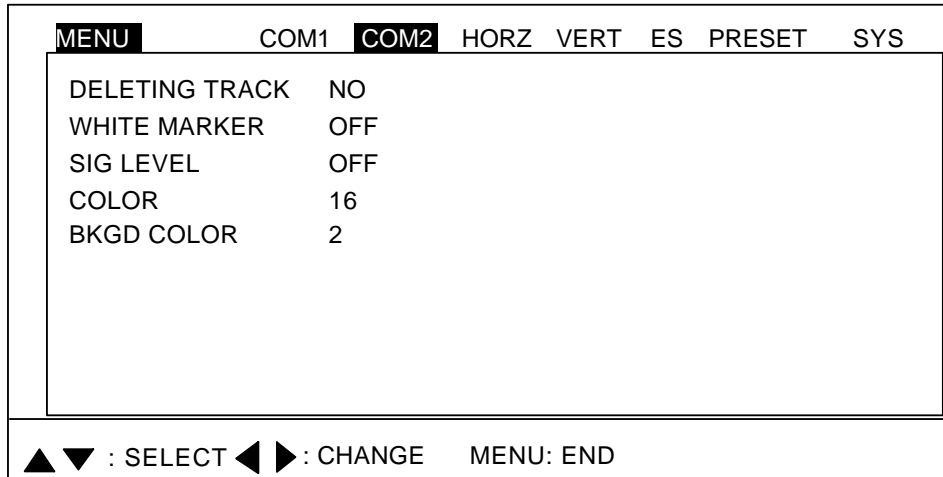 MENU COM1 COM2 HORZ VERT ES PRESET SYS
DELETING TRACK NO
WHITE MARKER OFF
SIG LEVEL OFF
COLOR 16
BKGD COLOR 2
▲ ▼ : SELECT ◀ ▶ : CHANGE MENU: END